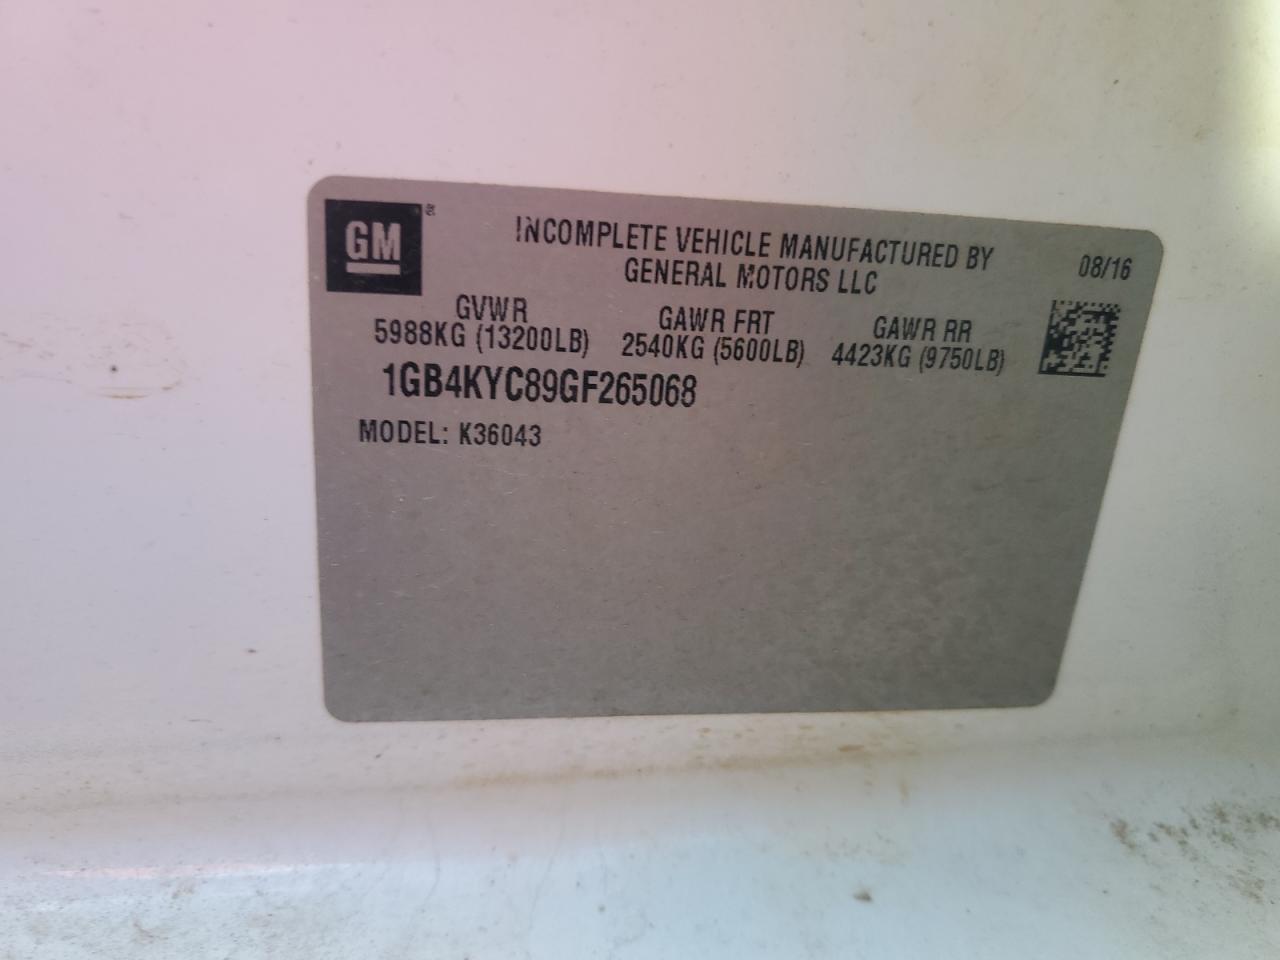 GM
INCOMPLETE VEHICLE MANUFACTURED BY
GENERAL MOTORS LLC
08/16
GVWR
5988KG (13200LB)
GAWR FRT
2540KG (5600LB)
GAWR RR
4423KG (9750LB)
1GB4KYC89GF265068
MODEL: K36043